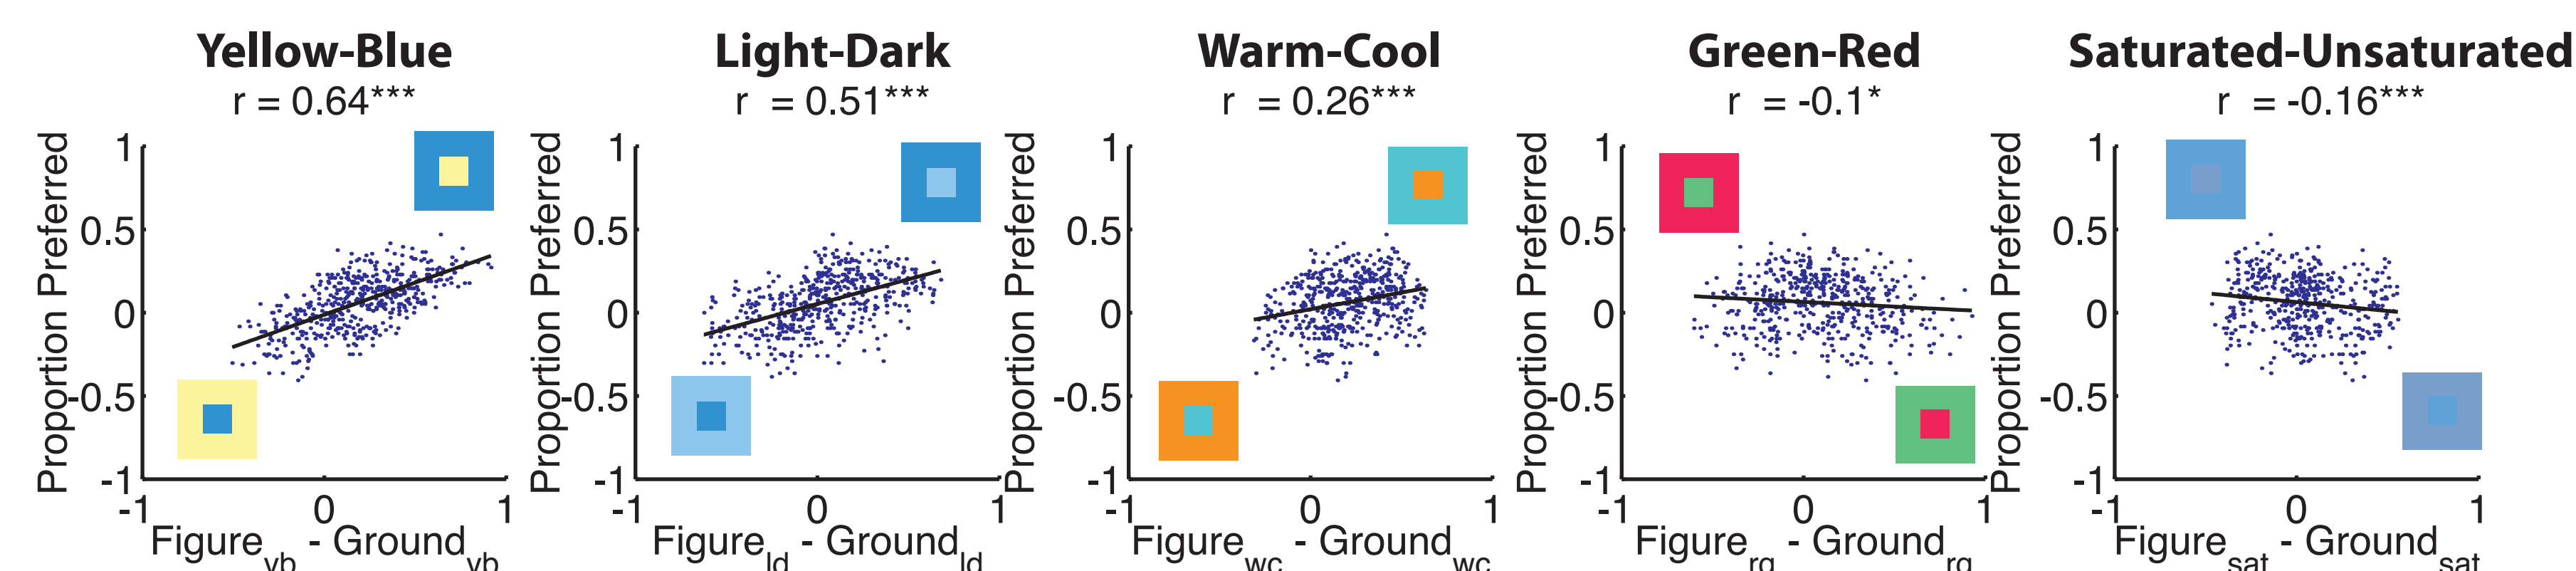 Yellow-Blue
r = 0.64***
Proportion Preferred
1
0.5
0
-0.5
-1
-1 0 1
Figure_yb - Ground_yb
Light-Dark
r = 0.51***
Proportion Preferred
1
0.5
0
-0.5
-1
-1 0 1
Figure_ld - Ground_ld
Warm-Cool
r = 0.26***
Proportion Preferred
1
0.5
0
-0.5
-1
-1 0 1
Figure_wc - Ground_wc
Green-Red
r = -0.1*
Proportion Preferred
1
0.5
0
-0.5
-1
-1 0 1
Figure_rg - Ground_rg
Saturated-Unsaturated
r = -0.16***
Proportion Preferred
1
0.5
0
-0.5
-1
-1 0 1
Figure_sat - Ground_sat